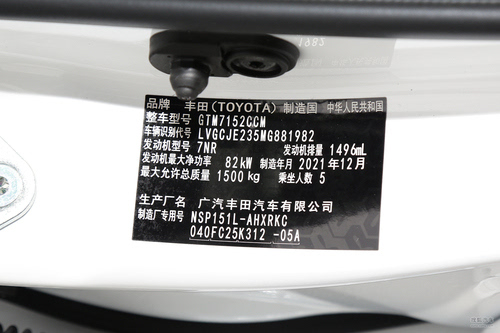 品牌 丰田(TOYOTA) 制造国 中华人民共和国
整车型号 GTM7152CCM
车辆识别代号 LVGCJE235MG881982
发动机型号 7NR 发动机排量 1496mL
发动机最大净功率 82kW 制造年月 2021年12月
最大允许总质量 1500kg 乘坐人数 5
生产厂名 广汽丰田汽车有限公司
制造厂专用号 NSP151L-AHXRKC
040FC25K312 -05A